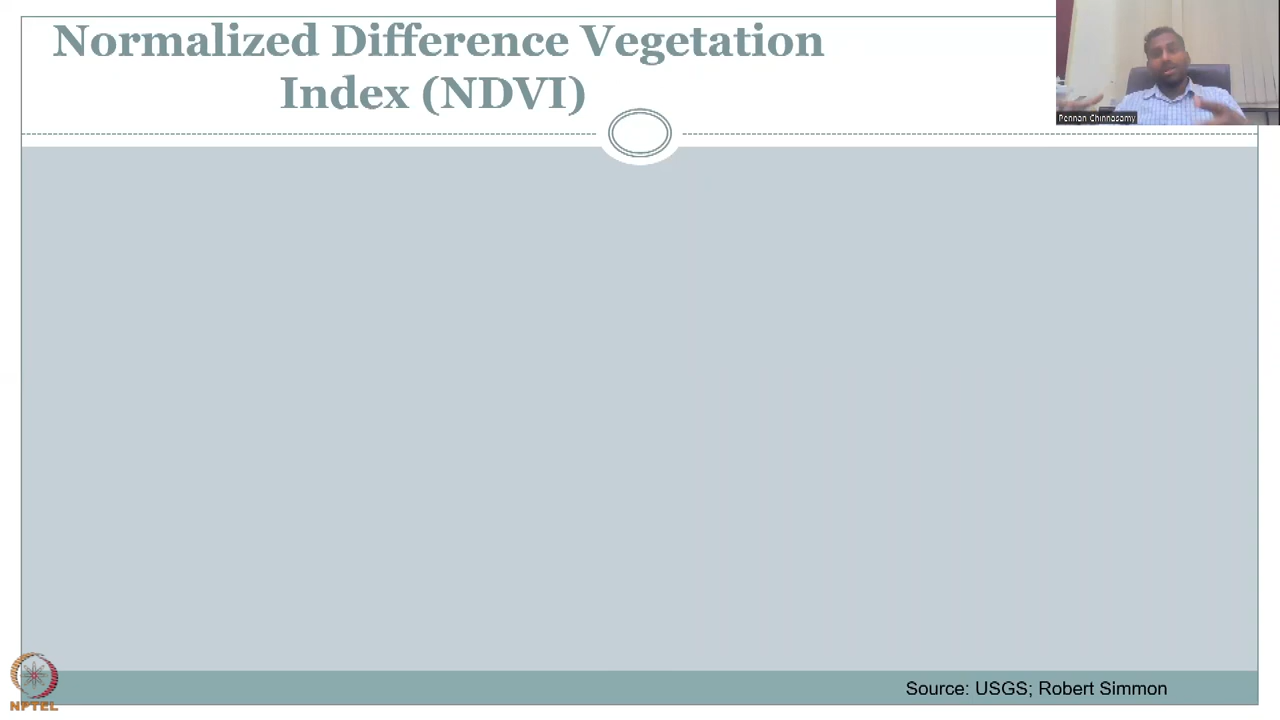 Normalized Difference Vegetation
Index (NDVI)
Pennan Chinnasamy
Source: USGS; Robert Simmon
NPTEL